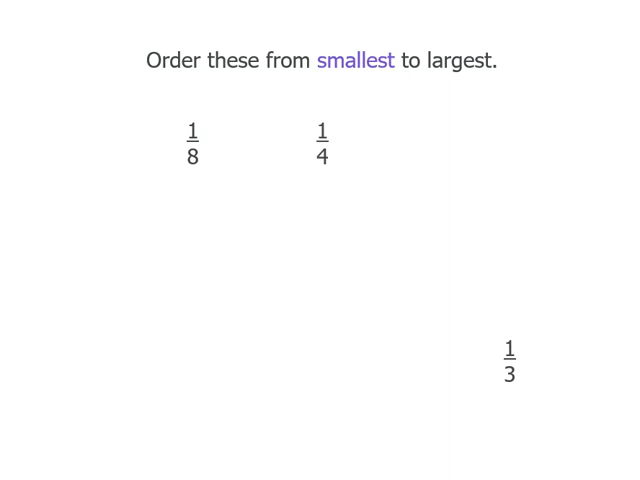 Order these from smallest to largest.
1/8 1/4
1/3